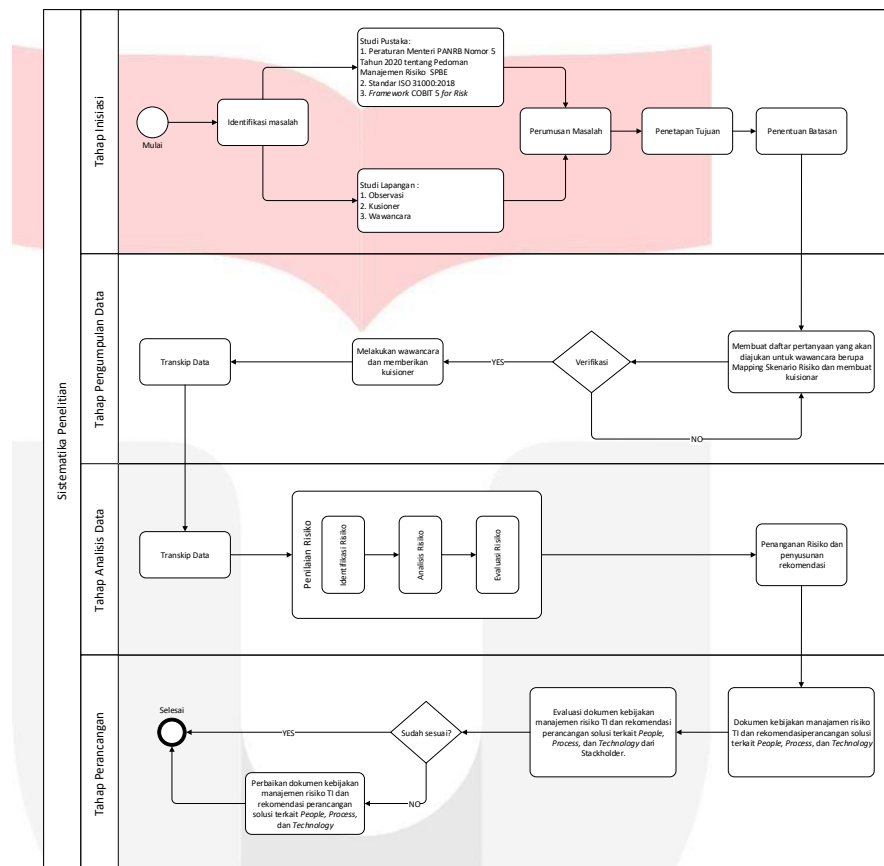 Sistematika Penelitian
Tahap Inisiasi
Mulai
Identifikasi masalah
Studi Pustaka:
1. Peraturan Menteri PANRB Nomor 5
Tahun 2020 tentang Pedoman
Manajemen Risiko SPBE
2. Standar ISO 31000:2018
3. Framework COBIT 5 for Risk
Studi Lapangan :
1. Observasi
2. Kusioner
3. Wawancara
Perumusan Masalah
Penetapan Tujuan
Penentuan Batasan
Tahap Pengumpulan Data
Membuat daftar pertanyaan yang akan
diajukan untuk wawancara berupa
Mapping Skenario Risiko dan membuat
kuisionar
Verifikasi
NO
YES
Melakukan wawancara
dan memberikan
kuisioner
Transkip Data
Tahap Analisis Data
Transkip Data
Penilaian Risiko
Identifikasi Risiko
Analisis Risiko
Evaluasi Risiko
Penanganan Risiko dan
penyusunan
rekomendasi
Tahap Perancangan
Dokumen kebijakan manajamen risiko
TI dan rekomendasiperancangan solusi
terkait People, Process, dan Technology
Evaluasi dokumen kebijakan
manajemen risiko TI dan rekomendasi
perancangan solusi terkait People,
Process, dan Technology dari
Stackholder.
Sudah sesuai?
YES
NO
Perbaikan dokumen kebijakan
manajemen risiko TI dan
rekomendasi perancangan
solusi terkait People, Process,
dan Technology
Selesai